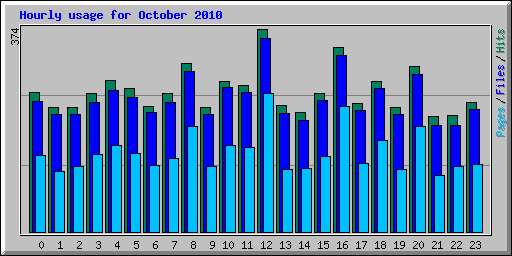 Hourly usage for October 2010
374
Pages / Files / Hits
0 1 2 3 4 5 6 7 8 9 10 11 12 13 14 15 16 17 18 19 20 21 22 23